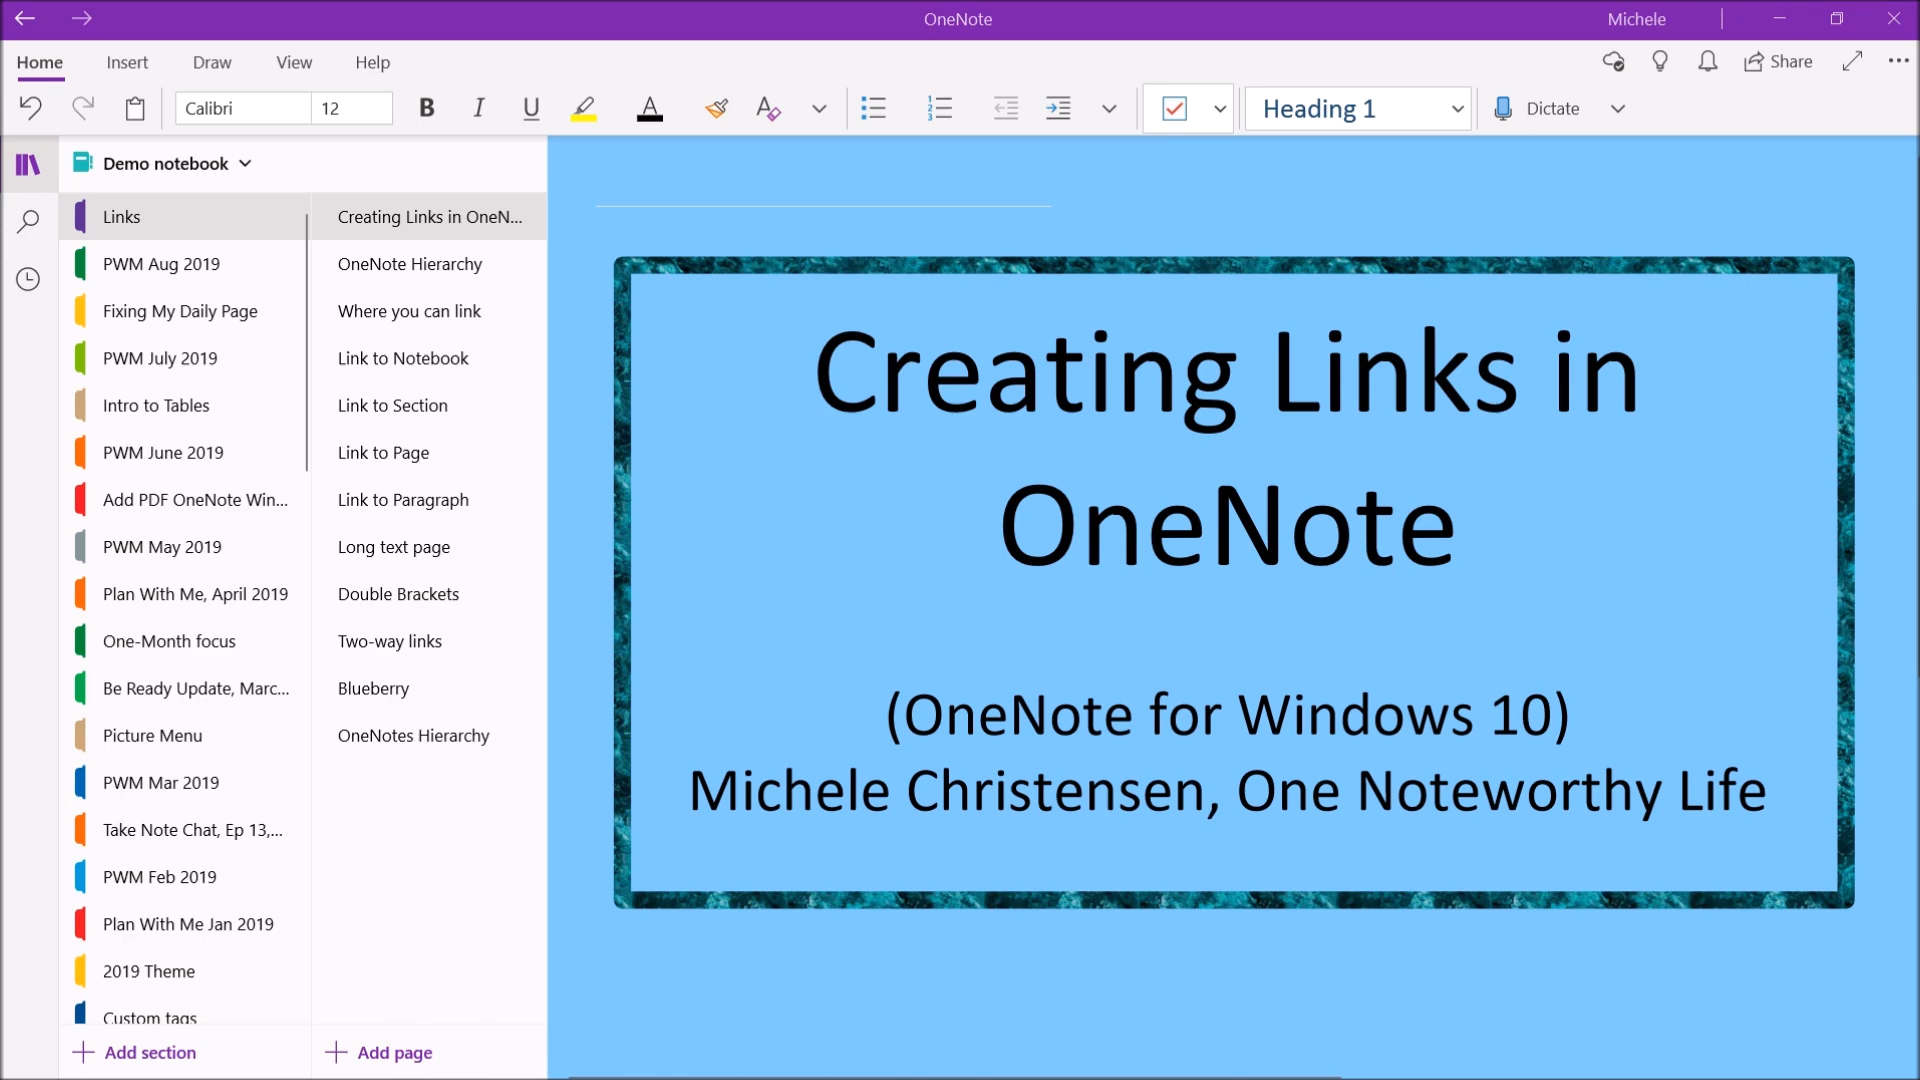 OneNote
Michele
Home
Insert
Draw
View
Help
Share
Calibri
12
B
I
U
A
A
1
2
3
Heading 1
Dictate
Demo notebook
Links
PWM Aug 2019
Fixing My Daily Page
PWM July 2019
Intro to Tables
PWM June 2019
Add PDF OneNote Win...
PWM May 2019
Plan With Me, April 2019
One-Month focus
Be Ready Update, Marc...
Picture Menu
PWM Mar 2019
Take Note Chat, Ep 13,...
PWM Feb 2019
Plan With Me Jan 2019
2019 Theme
Custom tags
Add section
Creating Links in OneN...
OneNote Hierarchy
Where you can link
Link to Notebook
Link to Section
Link to Page
Link to Paragraph
Long text page
Double Brackets
Two-way links
Blueberry
OneNotes Hierarchy
Add page
Creating Links in
OneNote
(OneNote for Windows 10)
Michele Christensen, One Noteworthy Life